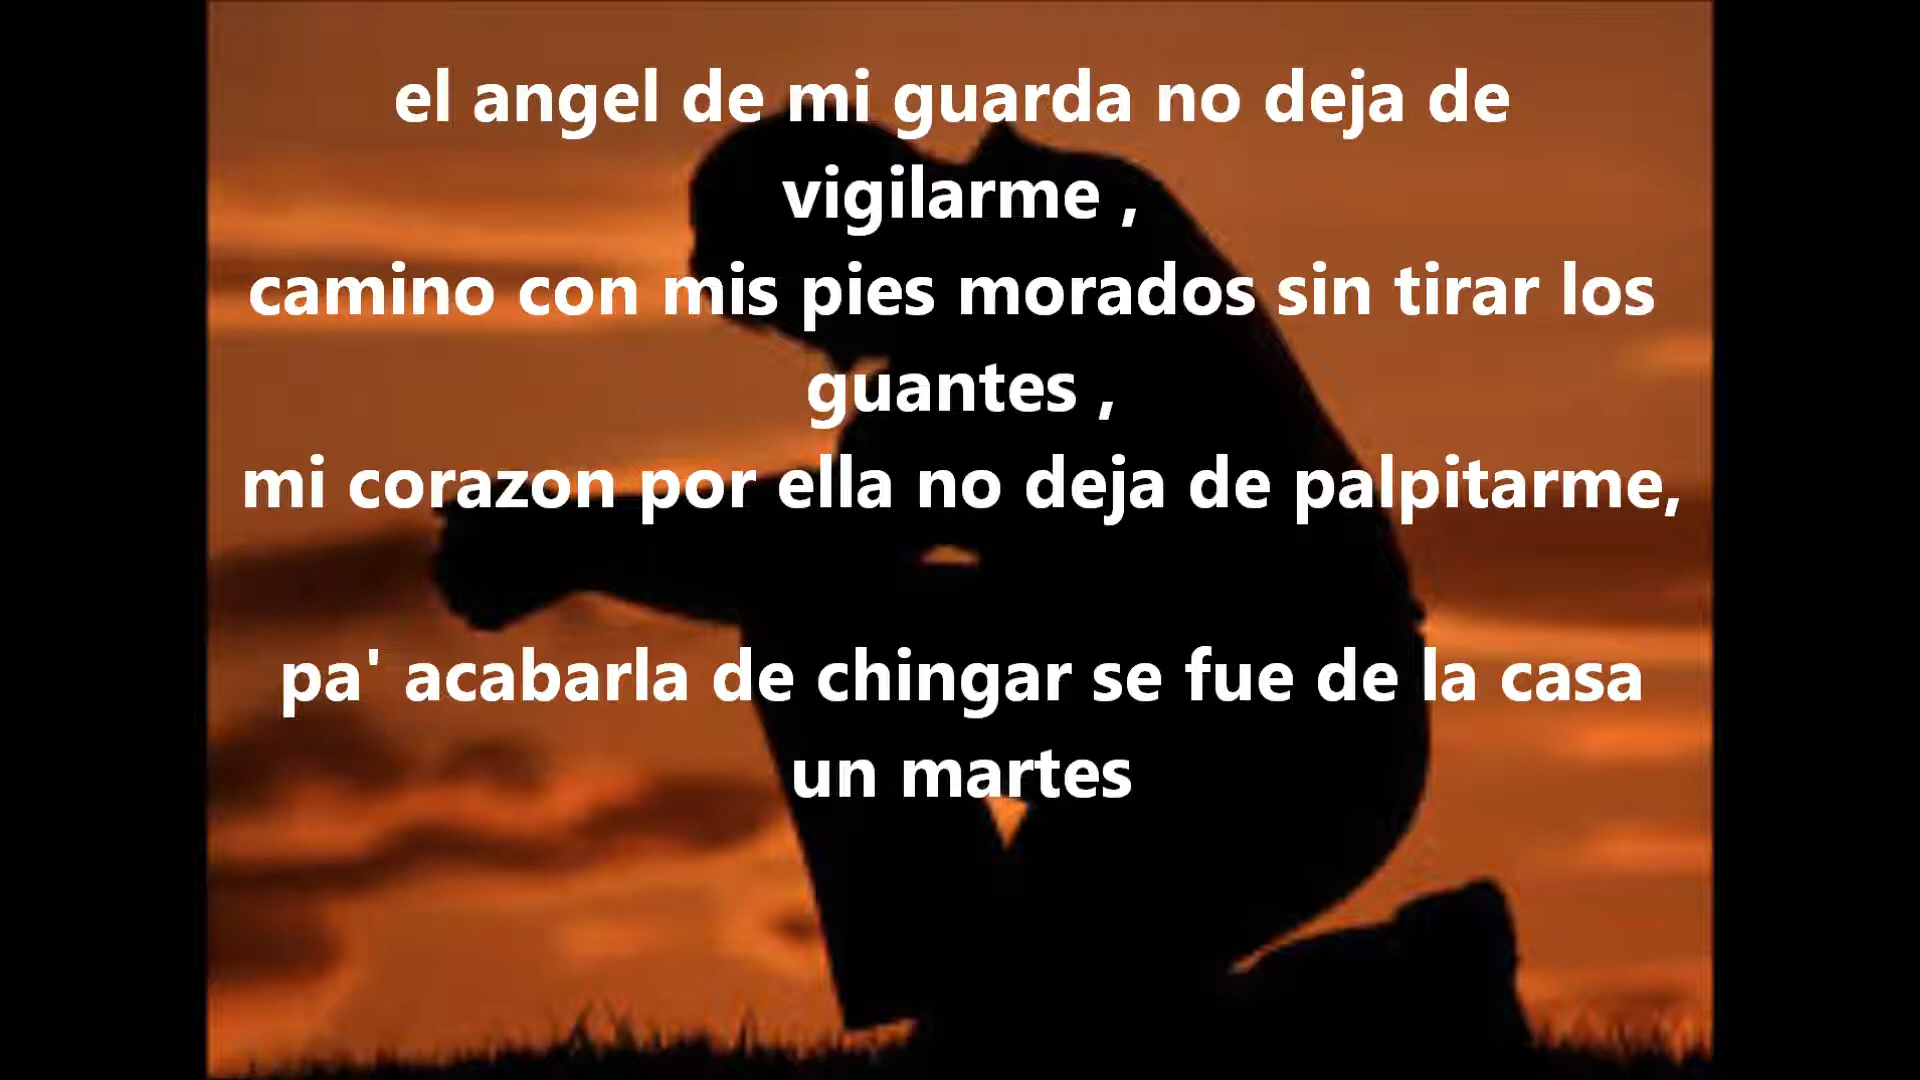 el angel de mi guarda no deja de
vigilarme ,
camino con mis pies morados sin tirar los
guantes ,
mi corazon por ella no deja de palpitarme,
pa' acabarla de chingar se fue de la casa
un martes